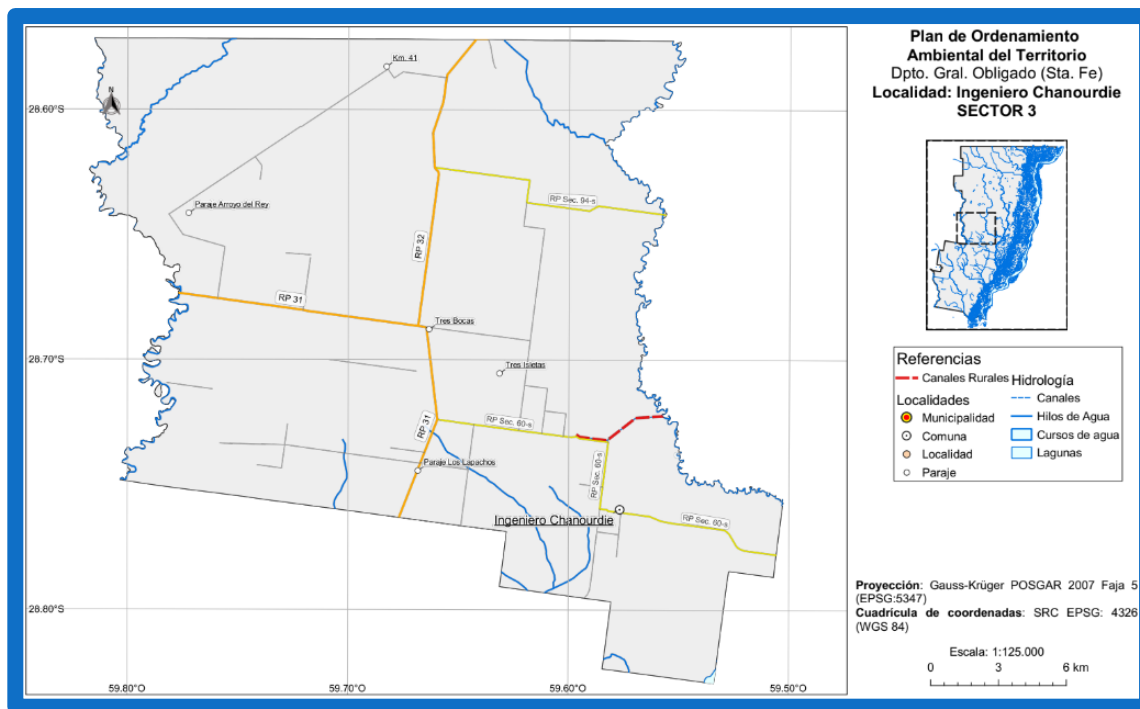 Plan de Ordenamiento
Ambiental del Territorio
Dpto. Gral. Obligado (Sta. Fe)
Localidad: Ingeniero Chanourdie
SECTOR 3
N
Km. 41
28.60°S
Paraje Arroyo del Rey
RP Sec. 94-s
RP 32
RP 31
Tres Bocas
28.70°S
Tres Isletas
RP 31
RP Sec. 60-s
Paraje Los Lapachos
RP Sec. 60-s
Ingeniero Chanourdie
RP Sec. 60-s
28.80°S
59.80°O
59.70°O
59.60°O
59.50°O
Referencias
Canales Rurales
Localidades
Municipalidad
Comuna
Localidad
Paraje
Hidrología
Canales
Hilos de Agua
Cursos de agua
Lagunas
Proyección: Gauss-Krüger POSGAR 2007 Faja 5
(EPSG:5347)
Cuadrícula de coordenadas: SRC EPSG: 4326
(WGS 84)
Escala: 1:125.000
0 3 6 km